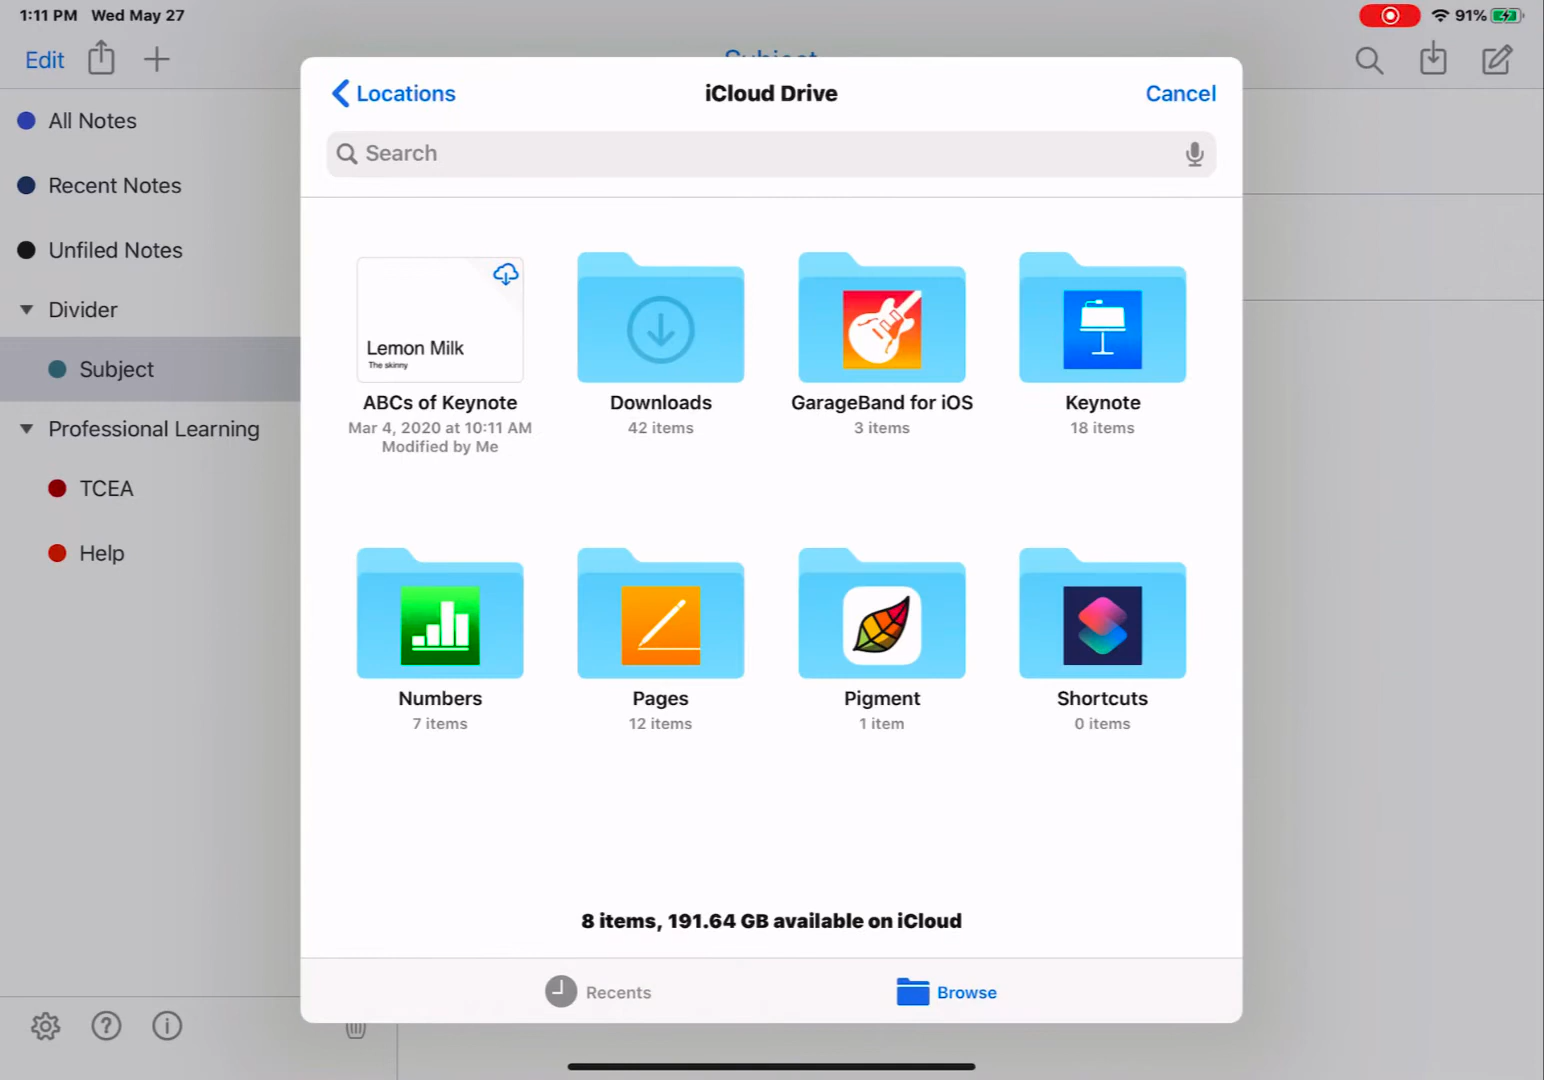 1:11 PM Wed May 27
91%
Edit
Subject
All Notes
Recent Notes
Unfiled Notes
Divider
Subject
Professional Learning
TCEA
Help
Locations
iCloud Drive
Cancel
Search
Lemon Milk
The skinny
ABCs of Keynote
Mar 4, 2020 at 10:11 AM
Modified by Me
Downloads
42 items
GarageBand for iOS
3 items
Keynote
18 items
Numbers
7 items
Pages
12 items
Pigment
1 item
Shortcuts
0 items
8 items, 191.64 GB available on iCloud
Recents
Browse